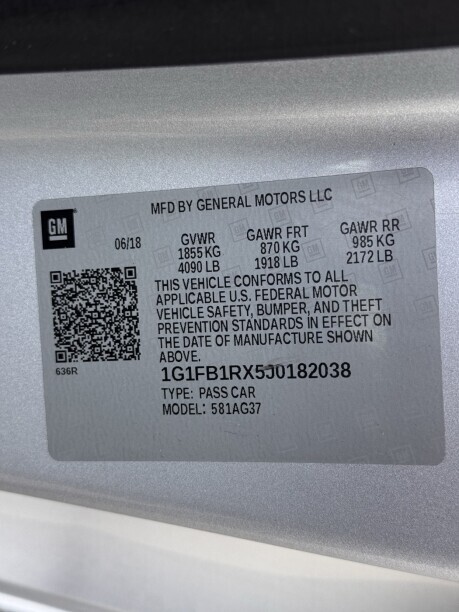 MFD BY GENERAL MOTORS LLC
GM
06/18
GVWR GAWR FRT GAWR RR
1855 KG 870 KG 985 KG
4090 LB 1918 LB 2172 LB
THIS VEHICLE CONFORMS TO ALL
APPLICABLE U.S. FEDERAL MOTOR
VEHICLE SAFETY, BUMPER, AND THEFT
PREVENTION STANDARDS IN EFFECT ON
THE DATE OF MANUFACTURE SHOWN
ABOVE.
636R
1G1FB1RX5J0182038
TYPE: PASS CAR
MODEL: 581AG37